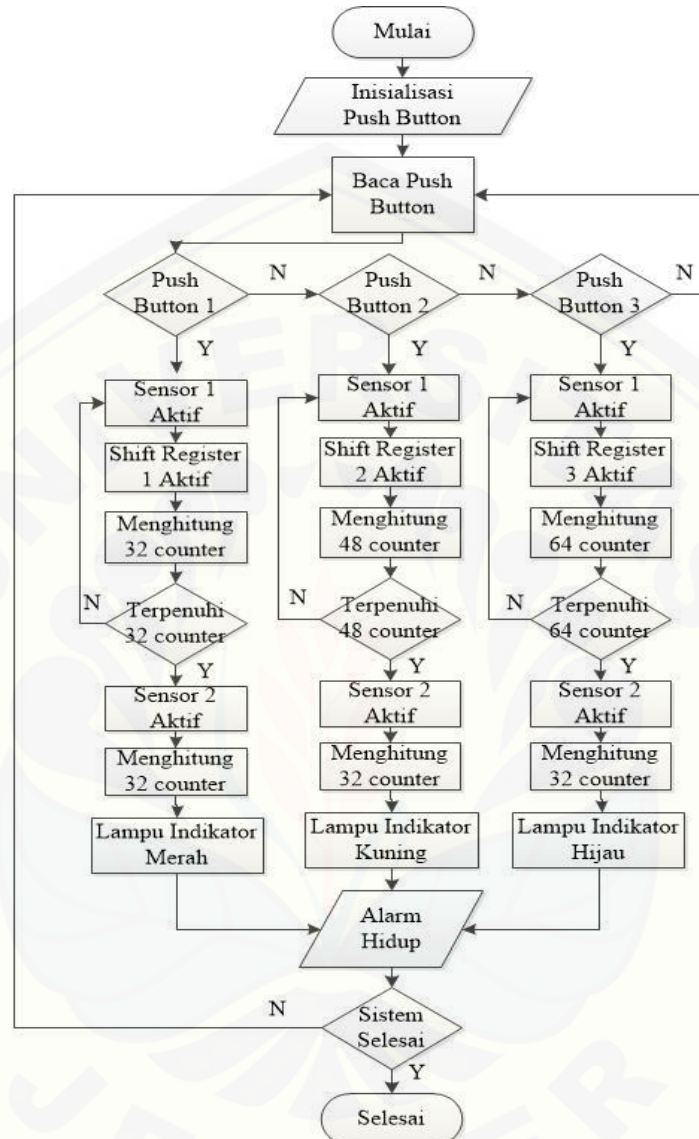 Mulai
Inisialisasi
Push Button
Baca Push
Button
Push
Button 1
N
Push
Button 2
N
Push
Button 3
N
Y
Y
Y
Sensor 1
Aktif
Sensor 1
Aktif
Sensor 1
Aktif
Shift Register
1 Aktif
Shift Register
2 Aktif
Shift Register
3 Aktif
Menghitung
32 counter
Menghitung
48 counter
Menghitung
64 counter
N
Terpenuhi
32 counter
N
Terpenuhi
48 counter
N
Terpenuhi
64 counter
Y
Y
Y
Sensor 2
Aktif
Sensor 2
Aktif
Sensor 2
Aktif
Menghitung
32 counter
Menghitung
32 counter
Menghitung
32 counter
Lampu Indikator
Merah
Lampu Indikator
Kuning
Lampu Indikator
Hijau
Alarm
Hidup
N
Sistem
Selesai
Y
Selesai